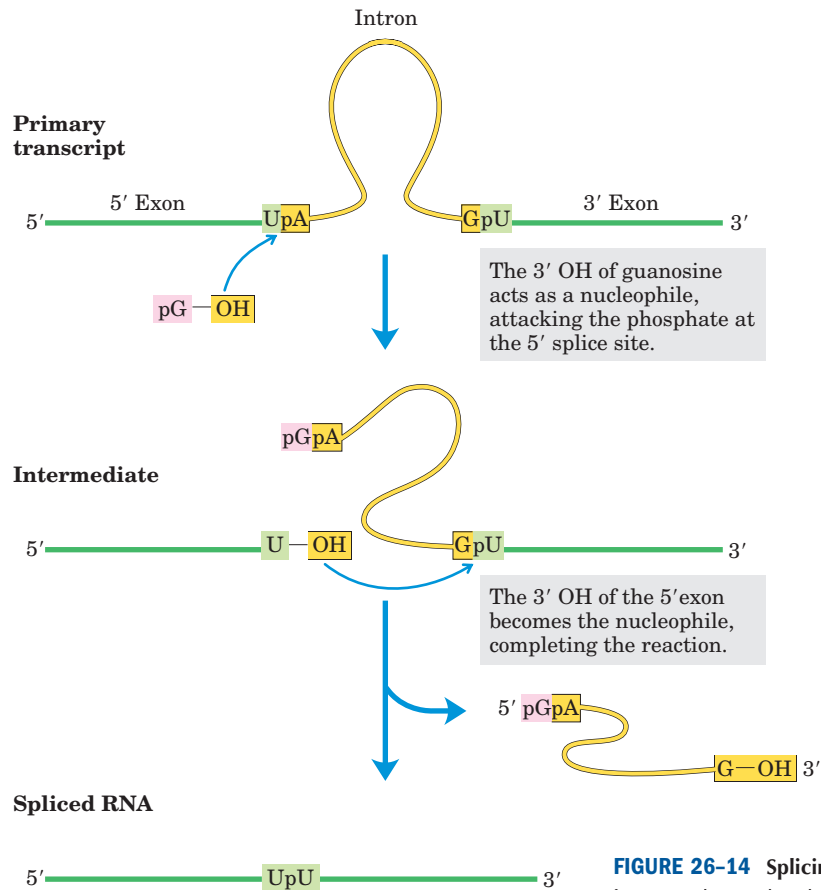 Intron
Primary
transcript
5′ Exon
3′ Exon
5′
UpA
GpU
3′
pG
OH
The 3′ OH of guanosine
acts as a nucleophile,
attacking the phosphate at
the 5′ splice site.
pGpA
Intermediate
5′
U
OH
GpU
3′
The 3′ OH of the 5′exon
becomes the nucleophile,
completing the reaction.
5′ pGpA
G—OH 3′
Spliced RNA
5′
UpU
3′
FIGURE 26–14